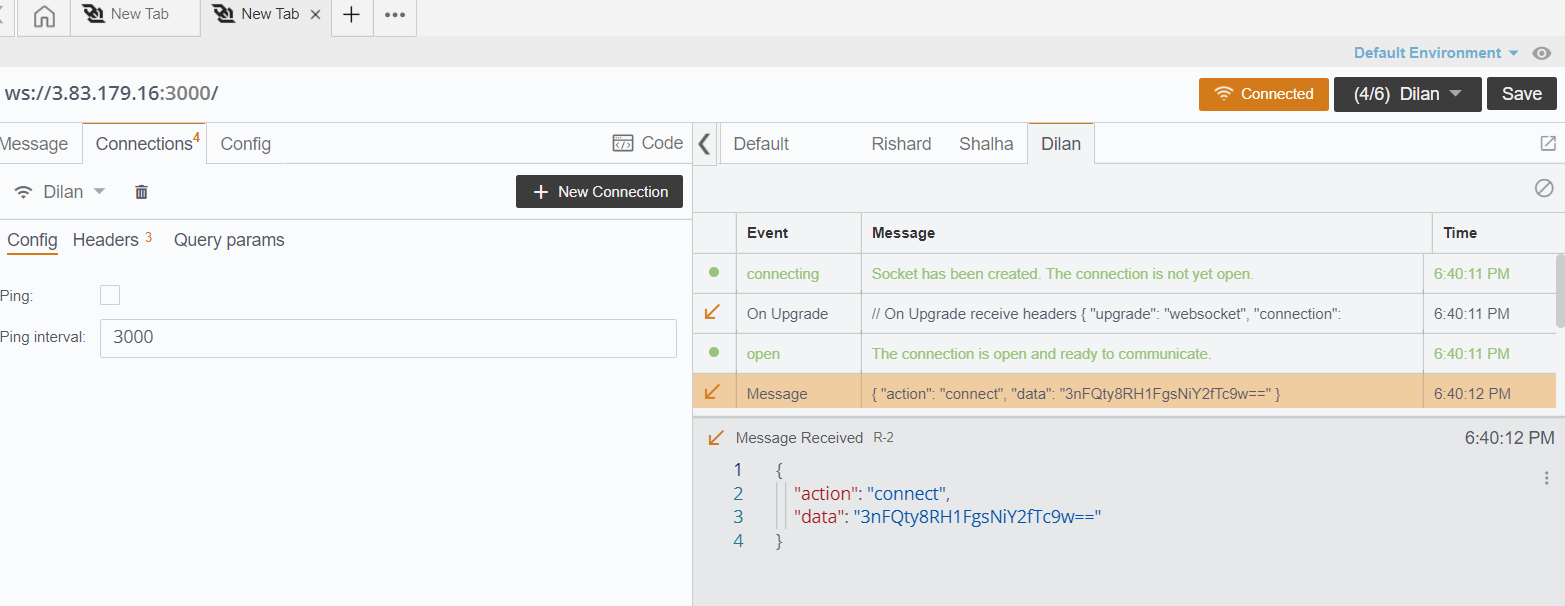 New Tab
New Tab
Default Environment
ws://3.83.179.16:3000/
Connected
(4/6) Dilan
Save
Message
Connections 4
Config
Code
Default
Rishard
Shalha
Dilan
Dilan
New Connection
Config
Headers 3
Query params
Ping:
Ping interval:
3000
Event Message Time
connecting Socket has been created. The connection is not yet open. 6:40:11 PM
On Upgrade // On Upgrade receive headers { "upgrade": "websocket", "connection": 6:40:11 PM
open The connection is open and ready to communicate. 6:40:11 PM
Message { "action": "connect", "data": "3nFQty8RH1FgsNiY2fTc9w==" } 6:40:12 PM
Message Received R-2 6:40:12 PM
1 {
2 "action": "connect",
3 "data": "3nFQty8RH1FgsNiY2fTc9w=="
4 }